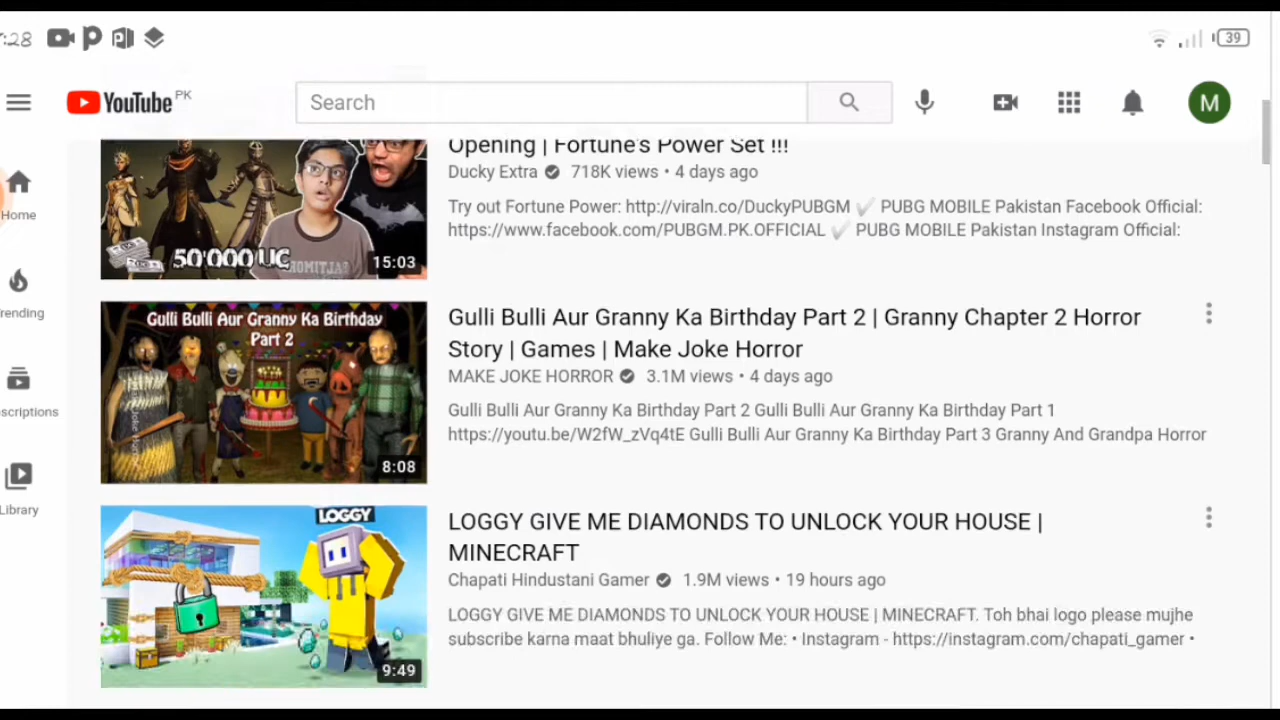 :28
39
YouTube PK
Search
M
Home
rending
scriptions
Library
50'000 UC
15:03
Opening | Fortune's Power Set !!!
Ducky Extra 718K views • 4 days ago
Try out Fortune Power: http://viraln.co/DuckyPUBGM ✔ PUBG MOBILE Pakistan Facebook Official:
https://www.facebook.com/PUBGM.PK.OFFICIAL ✔ PUBG MOBILE Pakistan Instagram Official:
Gulli Bulli Aur Granny Ka Birthday
Part 2
8:08
Gulli Bulli Aur Granny Ka Birthday Part 2 | Granny Chapter 2 Horror
Story | Games | Make Joke Horror
MAKE JOKE HORROR 3.1M views • 4 days ago
Gulli Bulli Aur Granny Ka Birthday Part 2 Gulli Bulli Aur Granny Ka Birthday Part 1
https://youtu.be/W2fW_zVq4tE Gulli Bulli Aur Granny Ka Birthday Part 3 Granny And Grandpa Horror
LOGGY
9:49
LOGGY GIVE ME DIAMONDS TO UNLOCK YOUR HOUSE |
MINECRAFT
Chapati Hindustani Gamer 1.9M views • 19 hours ago
LOGGY GIVE ME DIAMONDS TO UNLOCK YOUR HOUSE | MINECRAFT. Toh bhai logo please mujhe
subscribe karna maat bhuliye ga. Follow Me: • Instagram - https://instagram.com/chapati_gamer •